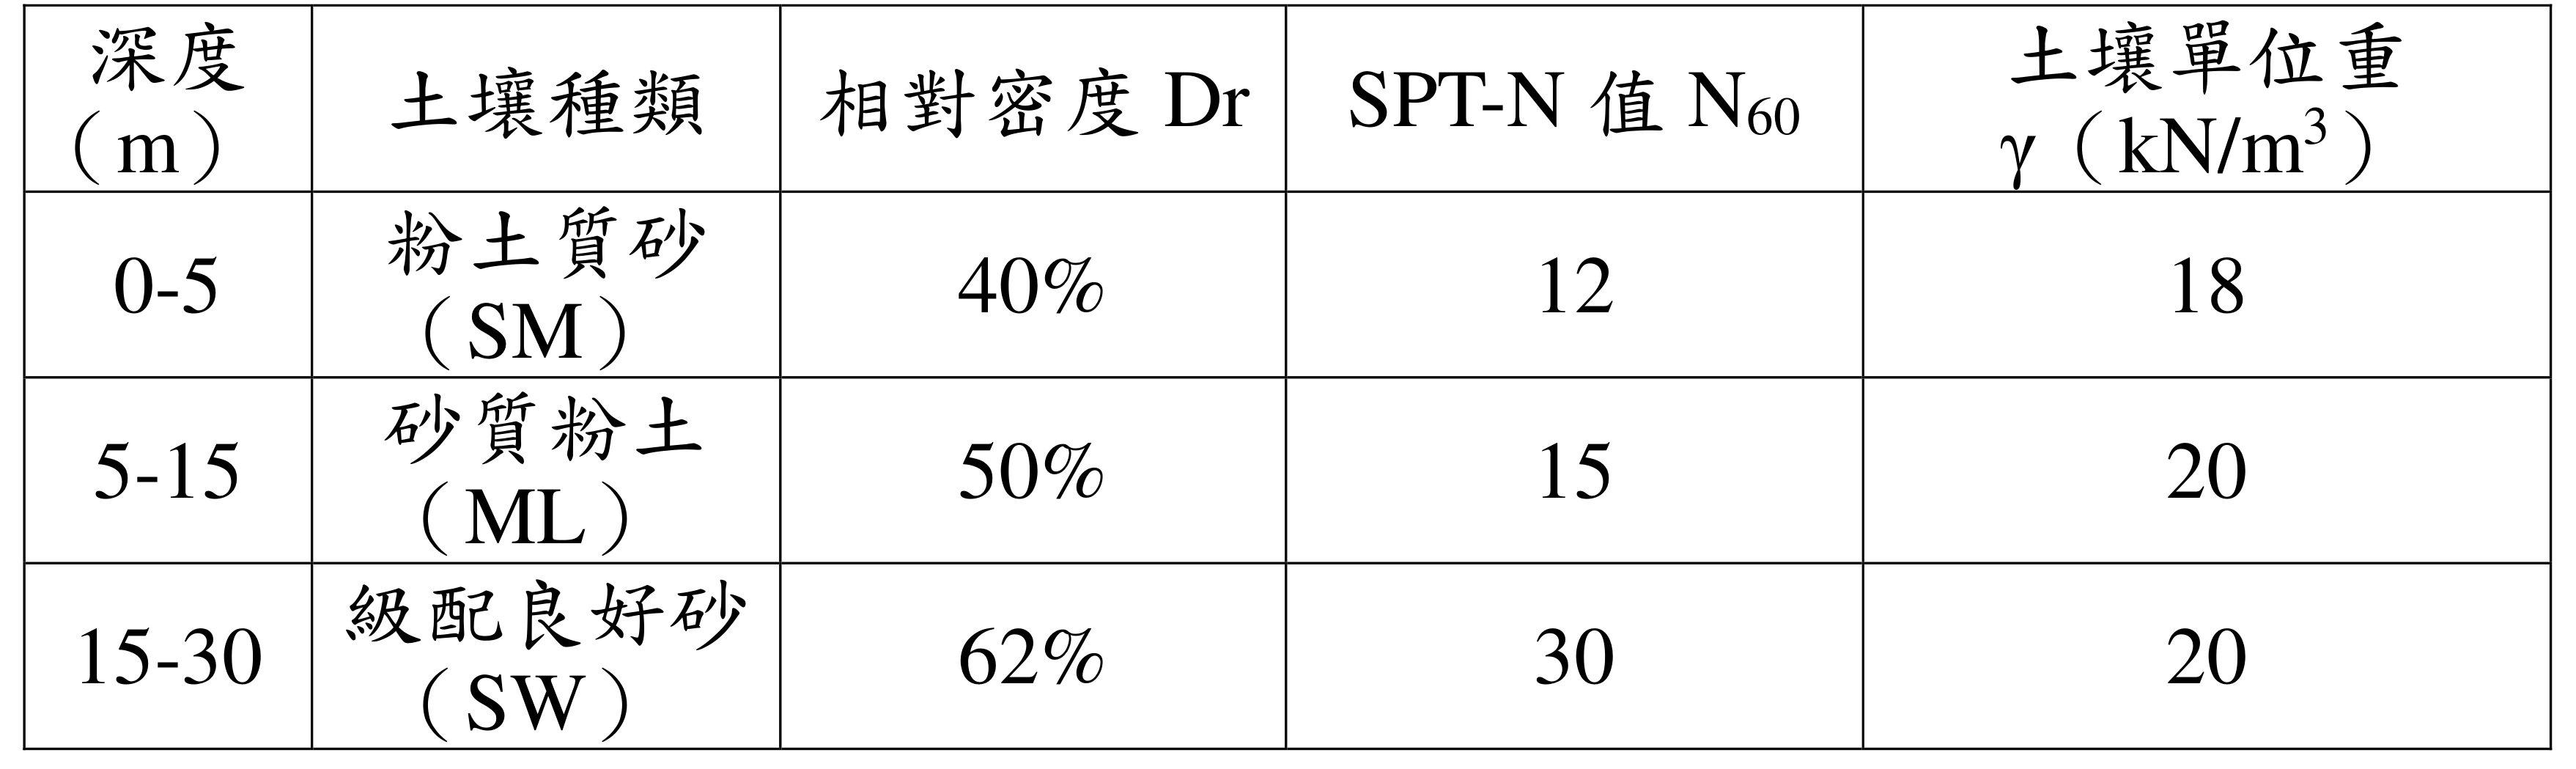 深度
（m）
土壤種類
相對密度 Dr
SPT-N 值 N₆₀
土壤單位重
γ（kN/m³）
0-5
粉土質砂
（SM）
40%
12
18
5-15
砂質粉土
（ML）
50%
15
20
15-30
級配良好砂
（SW）
62%
30
20